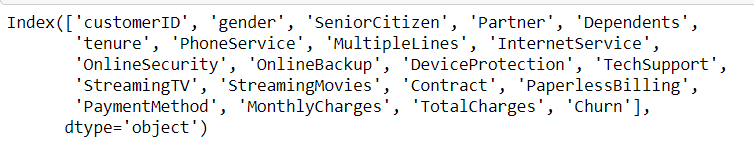 Index(['customerID', 'gender', 'SeniorCitizen', 'Partner', 'Dependents',
'tenure', 'PhoneService', 'MultipleLines', 'InternetService',
'OnlineSecurity', 'OnlineBackup', 'DeviceProtection', 'TechSupport',
'StreamingTV', 'StreamingMovies', 'Contract', 'PaperlessBilling',
'PaymentMethod', 'MonthlyCharges', 'TotalCharges', 'Churn'],
dtype='object')